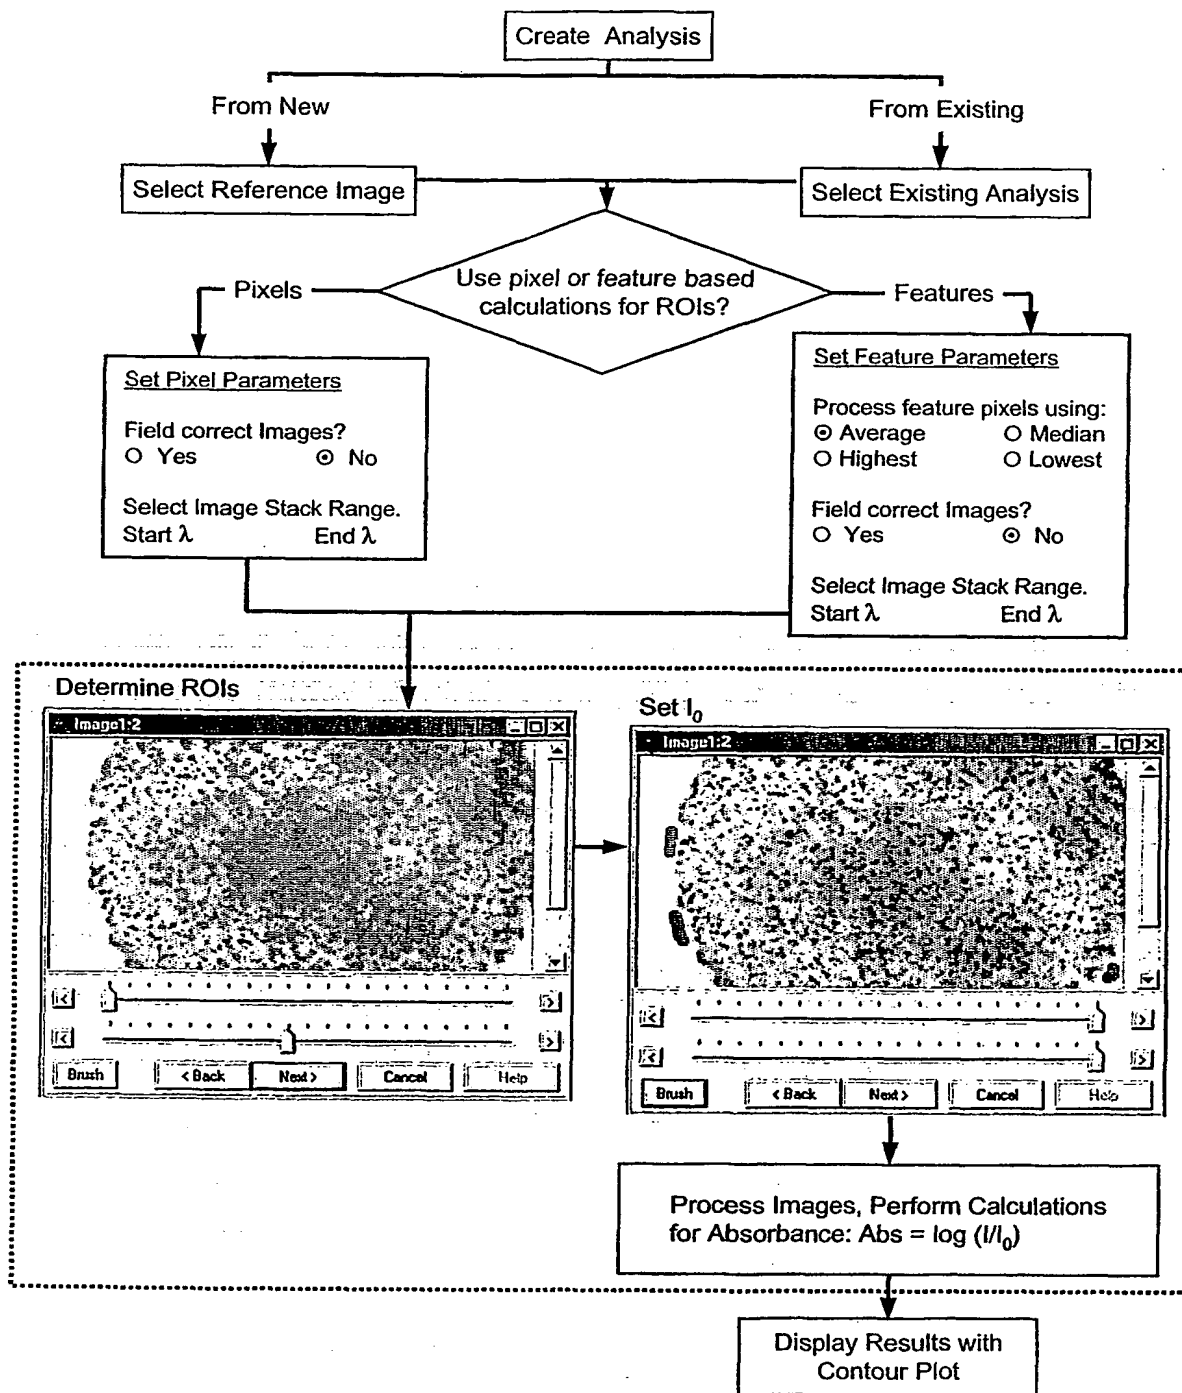 Create Analysis
From New
From Existing
Select Reference Image
Select Existing Analysis
Use pixel or feature based
calculations for ROIs?
Pixels
Features
Set Pixel Parameters
Field correct Images?
Yes No
Select Image Stack Range.
Start λ End λ
Set Feature Parameters
Process feature pixels using:
Average Median
Highest Lowest
Field correct Images?
Yes No
Select Image Stack Range.
Start λ End λ
Determine ROIs
Image1:2
Brush < Back Next > Cancel Help
Set I₀
Image1:2
Brush < Back Next > Cancel Help
Process Images, Perform Calculations
for Absorbance: Abs = log (I/I₀)
Display Results with
Contour Plot